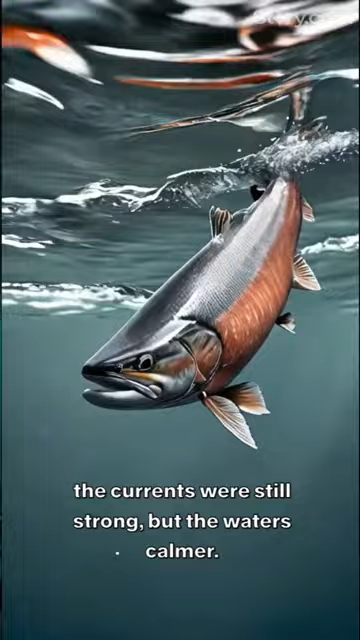 the currents were still
strong, but the waters
calmer.